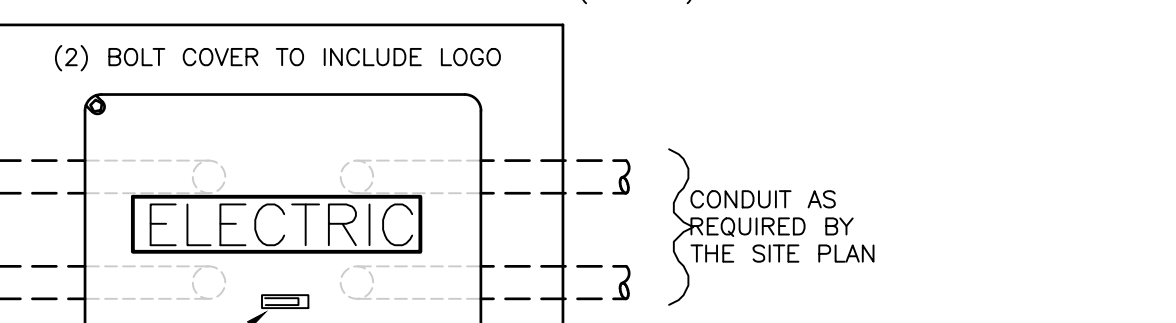 (2) BOLT COVER TO INCLUDE LOGO
ELECTRIC
CONDUIT AS
REQUIRED BY
THE SITE PLAN